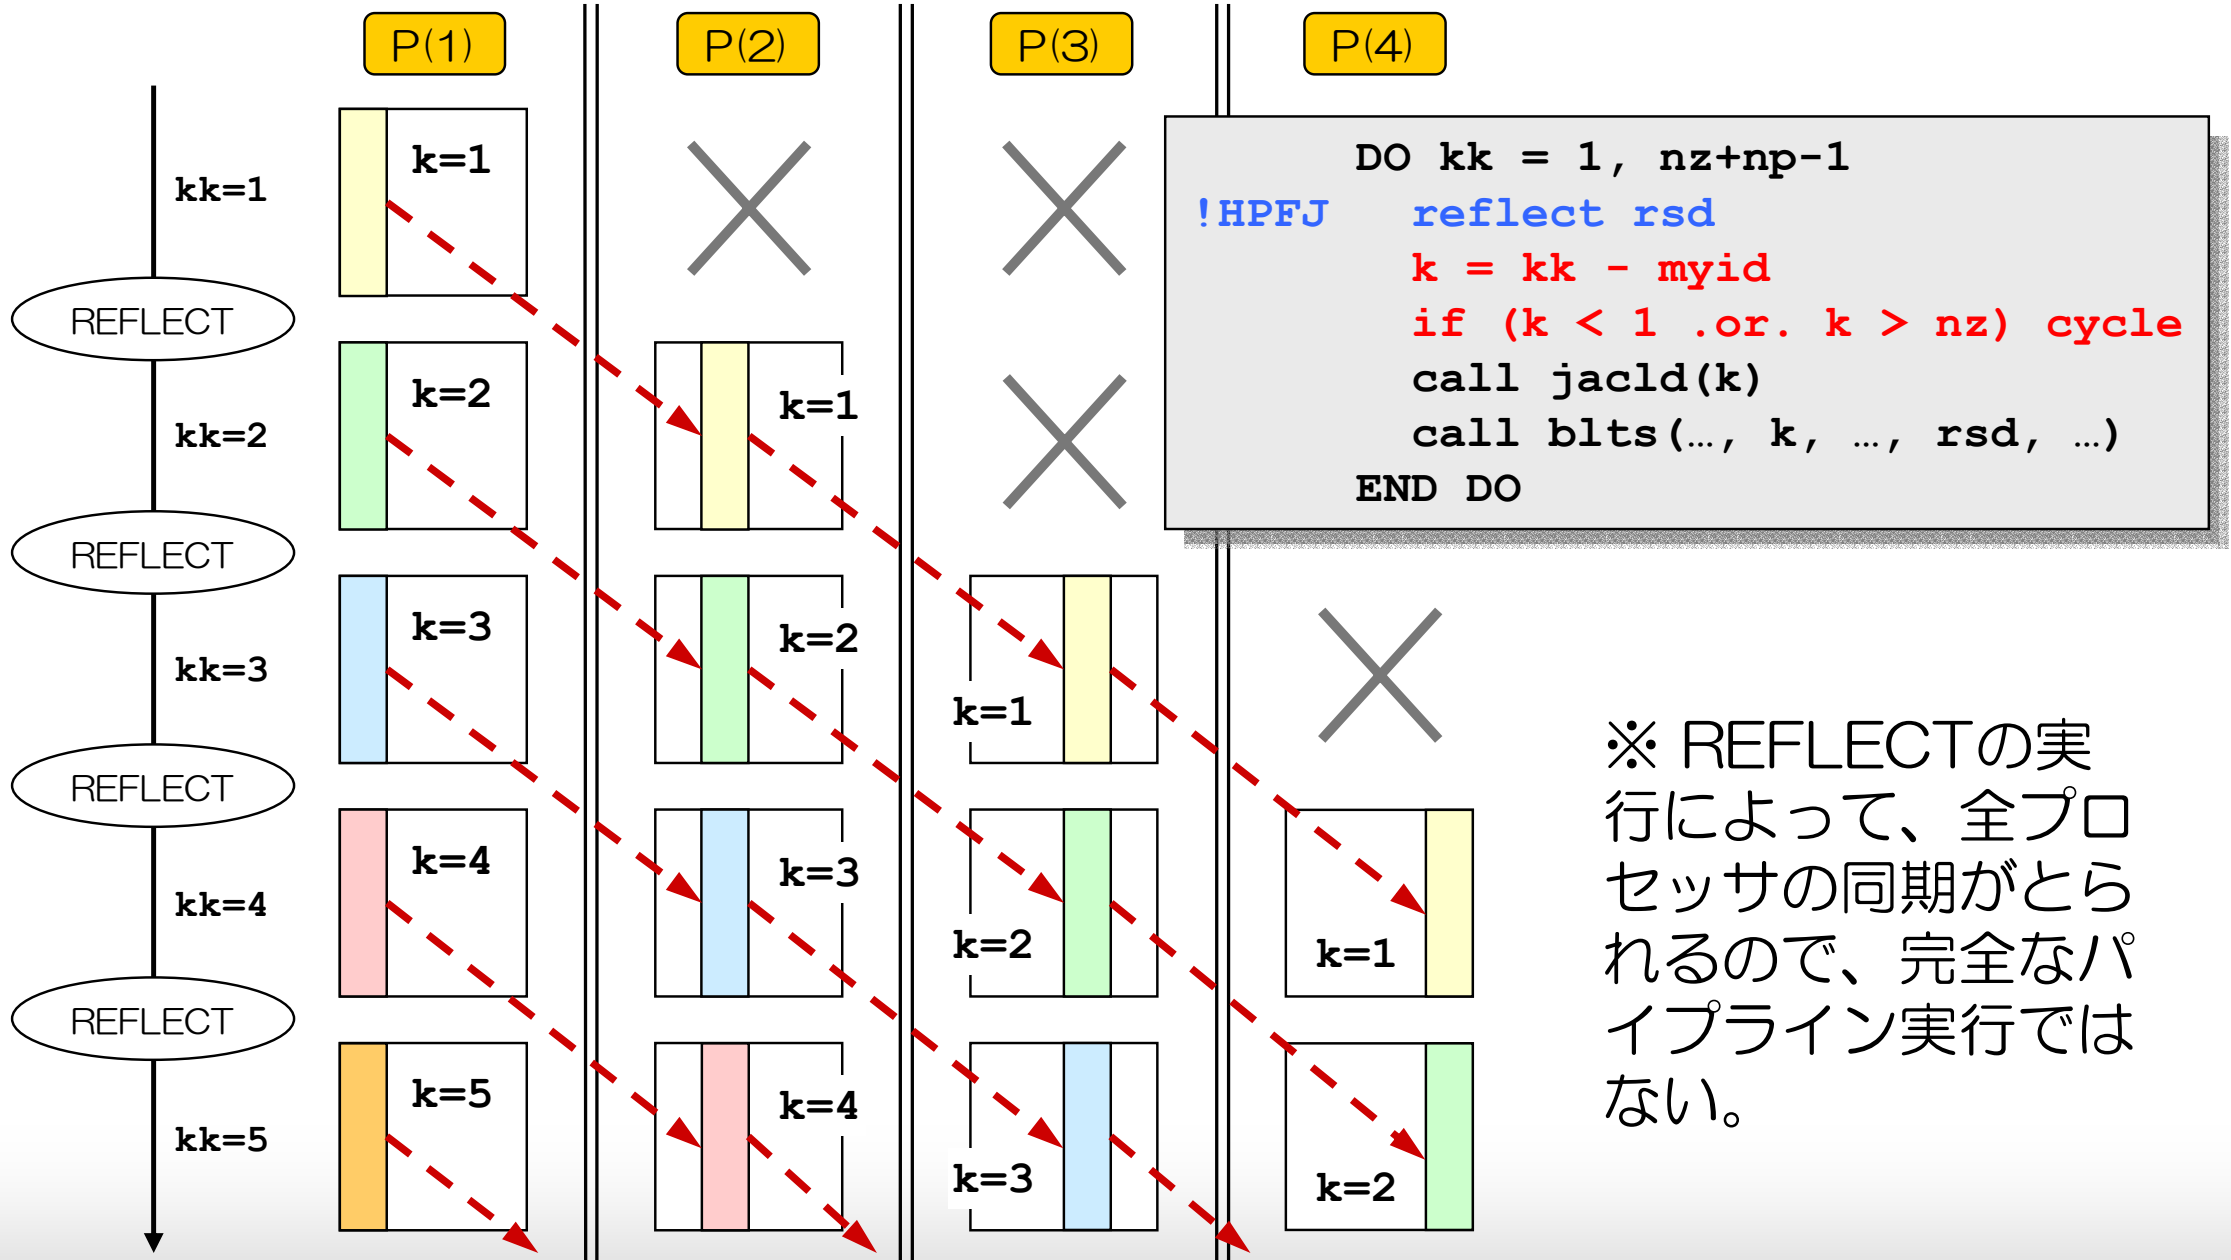 P(1)
P(2)
P(3)
P(4)
DO kk = 1, nz+np-1
!HPFJ reflect rsd
k = kk - myid
if (k < 1 .or. k > nz) cycle
call jacld(k)
call blts(…, k, …, rsd, …)
END DO
kk=1
k=1
REFLECT
kk=2
k=2
k=1
REFLECT
kk=3
k=3
k=2
k=1
REFLECT
kk=4
k=4
k=3
k=2
k=1
REFLECT
kk=5
k=5
k=4
k=3
k=2
※ REFLECTの実
行によって、全プロ
セッサの同期がとら
れるので、完全なパ
イプライン実行では
ない。